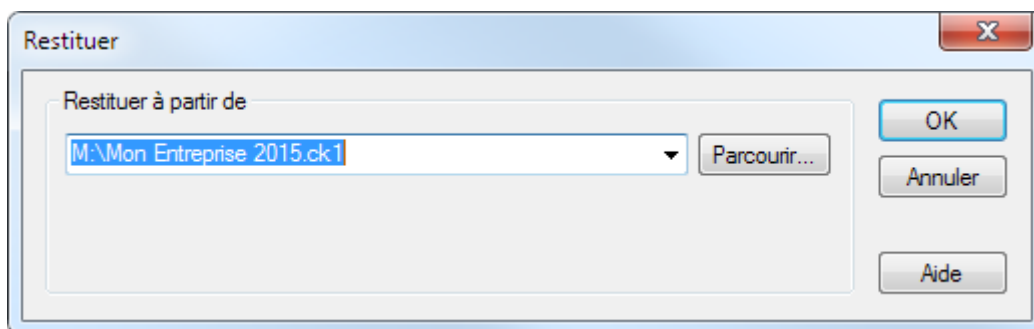 Restituer
Restituer à partir de
M:\Mon Entreprise 2015.ck1
Parcourir...
OK
Annuler
Aide